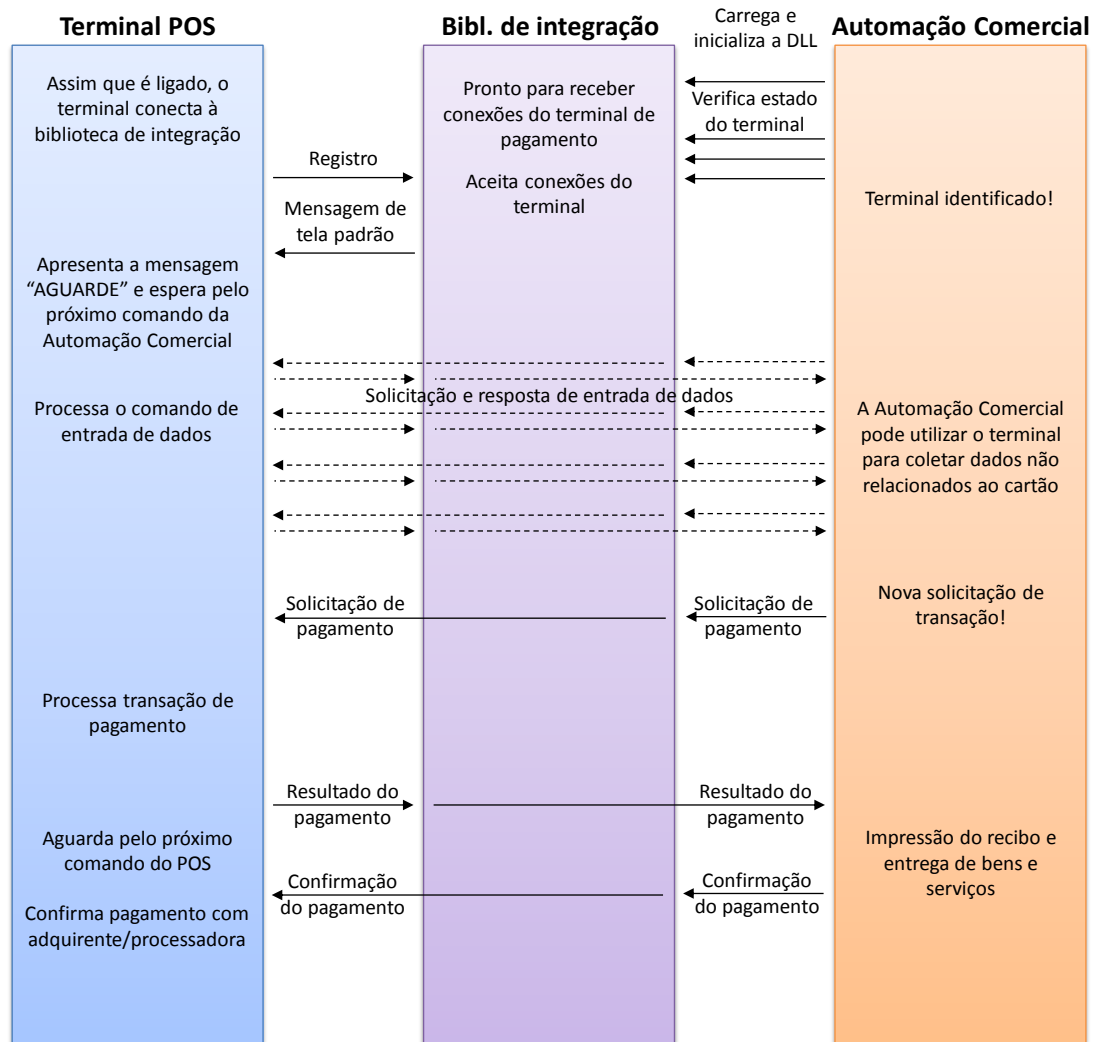 Terminal POS
Bibl. de integração
Carrega e
inicializa a DLL
Automação Comercial
Assim que é ligado, o
terminal conecta à
biblioteca de integração
Pronto para receber
conexões do terminal de
pagamento
Verifica estado
do terminal
Registro
Aceita conexões do
terminal
Terminal identificado!
Mensagem de
tela padrão
Apresenta a mensagem
“AGUARDE” e espera pelo
próximo comando da
Automação Comercial
Solicitação e resposta de entrada de dados
Processa o comando de
entrada de dados
A Automação Comercial
pode utilizar o terminal
para coletar dados não
relacionados ao cartão
Nova solicitação de
transação!
Solicitação de
pagamento
Solicitação de
pagamento
Processa transação de
pagamento
Resultado do
pagamento
Resultado do
pagamento
Aguarda pelo próximo
comando do POS
Impressão do recibo e
entrega de bens e
serviços
Confirmação
do pagamento
Confirmação
do pagamento
Confirma pagamento com
adquirente/processadora